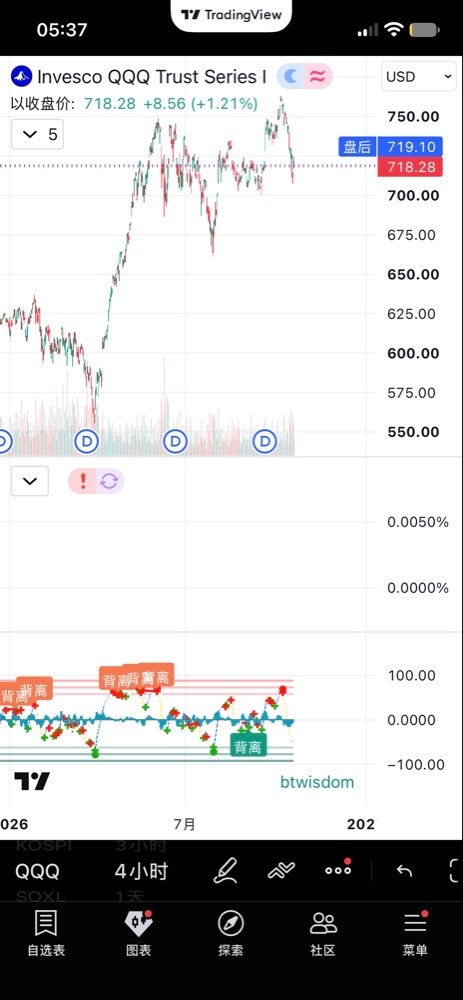 05:37
TradingView
Invesco QQQ Trust Series I
USD
以收盘价: 718.28 +8.56 (+1.21%)
5
750.00
盘后 719.10
718.28
700.00
675.00
650.00
625.00
600.00
575.00
550.00
D D D D
0.0050%
0.0000%
100.00
背离 背离 背离 背离 背离
0.0000
背离
−100.00
btwisdom
026 7月 202
KOSPI 3小时
QQQ 4小时
SOXL 1天
自选表 图表 探索 社区 菜单